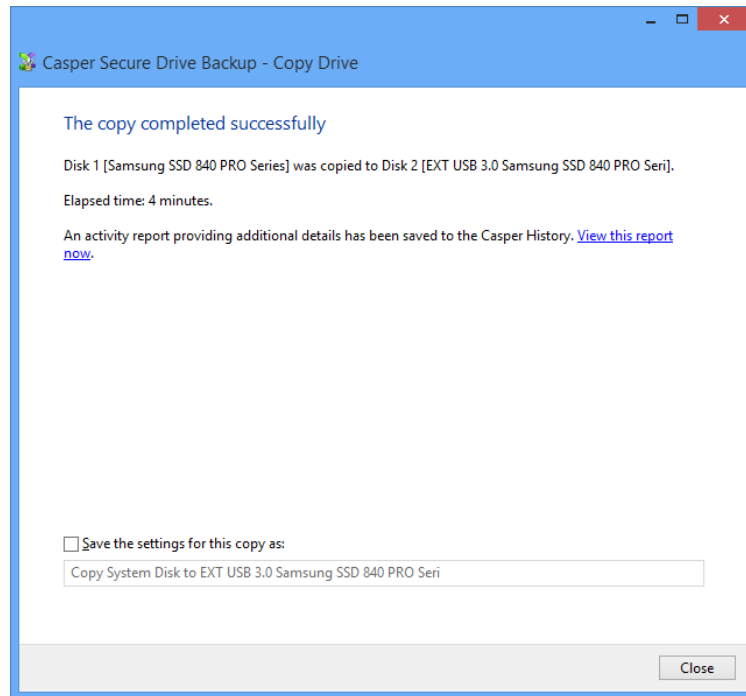 Casper Secure Drive Backup - Copy Drive
The copy completed successfully
Disk 1 [Samsung SSD 840 PRO Series] was copied to Disk 2 [EXT USB 3.0 Samsung SSD 840 PRO Seri].
Elapsed time: 4 minutes.
An activity report providing additional details has been saved to the Casper History. View this report
now.
Save the settings for this copy as:
Copy System Disk to EXT USB 3.0 Samsung SSD 840 PRO Seri
Close